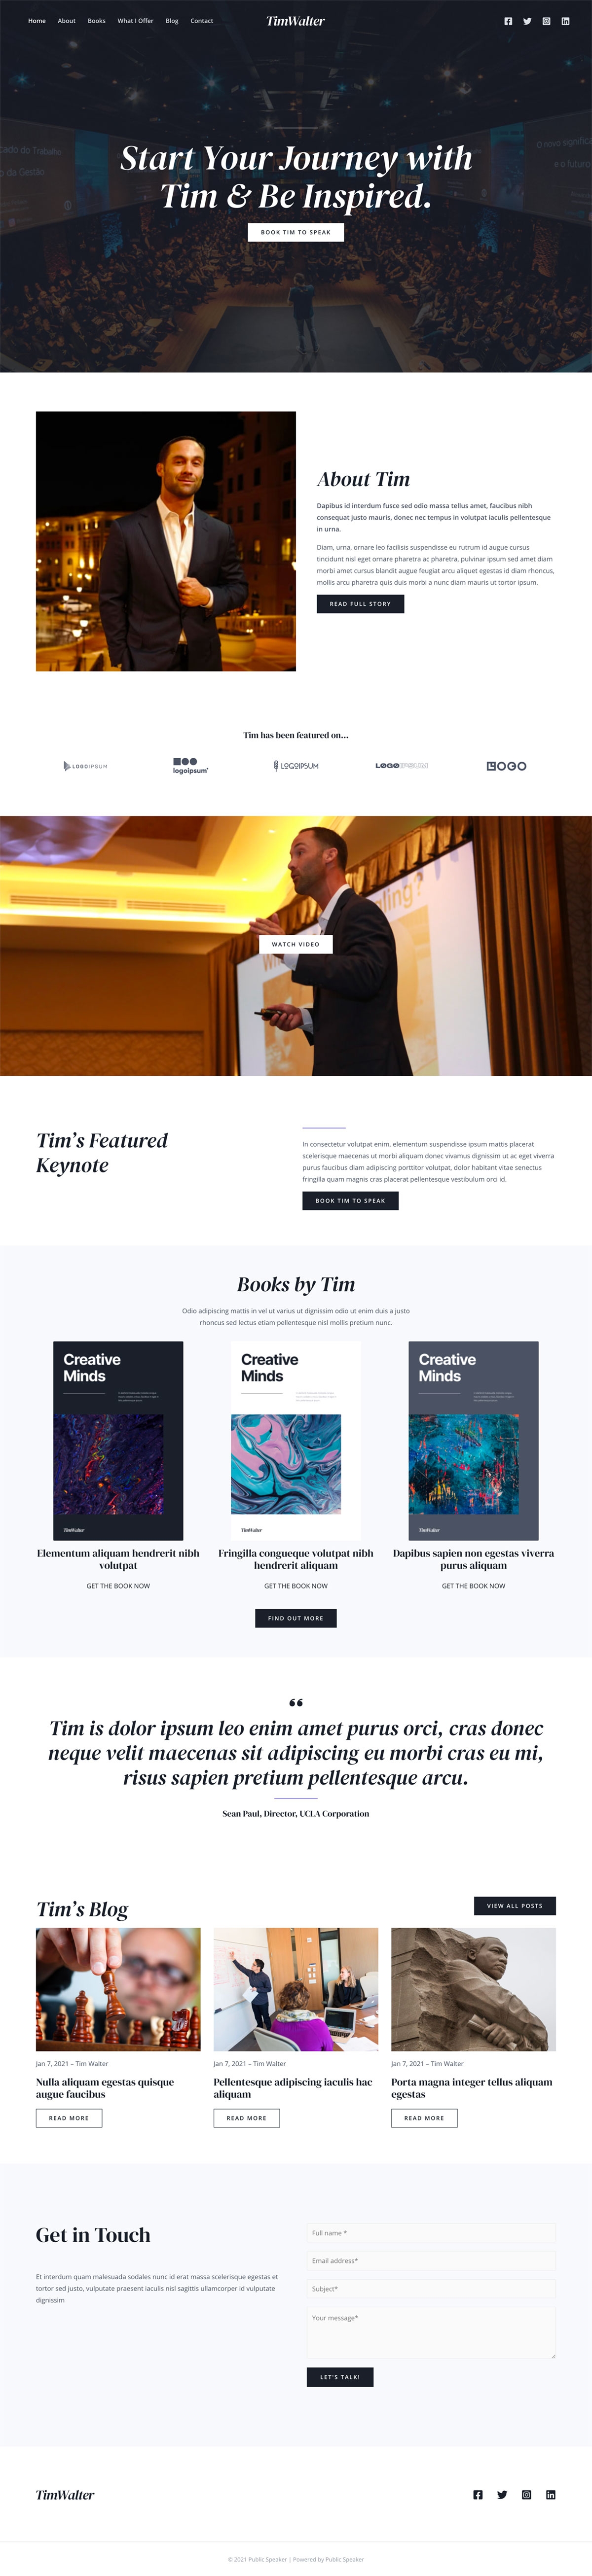 Home About Books What I Offer Blog Contact
TimWalter
cado do Trabalho
o da Gestão
O novo significa
e o futuro
Start Your Journey with
Tim & Be Inspired.
BOOK TIM TO SPEAK
About Tim
Dapibus id interdum fusce sed odio massa tellus amet, faucibus nibh
consequat justo mauris, donec nec tempus in volutpat iaculis pellentesque
in urna.
Diam, urna, ornare leo facilisis suspendisse eu rutrum id augue cursus
tincidunt nisl eget ornare pharetra ac pharetra, pulvinar ipsum sed amet diam
morbi amet cursus blandit augue feugiat arcu aliquet egestas id diam rhoncus,
mollis arcu pharetra quis duis morbi a nunc diam mauris ut tortor ipsum.
READ FULL STORY
Tim has been featured on...
LOGOIPSUM
logoipsum
LOGOIPSUM
LOGOIPSUM
LOGO
WATCH VIDEO
Tim's Featured
Keynote
In consectetur volutpat enim, elementum suspendisse ipsum mattis placerat
scelerisque maecenas ut morbi aliquam donec vivamus dignissim ut ac eget viverra
purus faucibus diam adipiscing porttitor volutpat, dolor habitant vitae senectus
fringilla quam magnis cras placerat pellentesque vestibulum orci id.
BOOK TIM TO SPEAK
Books by Tim
Odio adipiscing mattis in vel ut varius ut dignissim odio ut enim duis a justo
rhoncus sed lectus etiam pellentesque nisl mollis pretium nunc.
Creative
Minds
TimWalter
Creative
Minds
TimWalter
Creative
Minds
TimWalter
Elementum aliquam hendrerit nibh
volutpat
GET THE BOOK NOW
Fringilla congueque volutpat nibh
hendrerit aliquam
GET THE BOOK NOW
Dapibus sapien non egestas viverra
purus aliquam
GET THE BOOK NOW
FIND OUT MORE
“
Tim is dolor ipsum leo enim amet purus orci, cras donec
neque velit maecenas sit adipiscing eu morbi cras eu mi,
risus sapien pretium pellentesque arcu.
Sean Paul, Director, UCLA Corporation
Tim's Blog
VIEW ALL POSTS
Jan 7, 2021 – Tim Walter
Nulla aliquam egestas quisque
augue faucibus
READ MORE
Jan 7, 2021 – Tim Walter
Pellentesque adipiscing iaculis hac
aliquam
READ MORE
Jan 7, 2021 – Tim Walter
Porta magna integer tellus aliquam
egestas
READ MORE
Get in Touch
Et interdum quam malesuada sodales nunc id erat massa scelerisque egestas et
tortor sed justo, vulputate praesent iaculis nisl sagittis ullamcorper id vulputate
dignissim
Full name *
Email address*
Subject*
Your message*
LET'S TALK!
TimWalter
© 2021 Public Speaker | Powered by Public Speaker